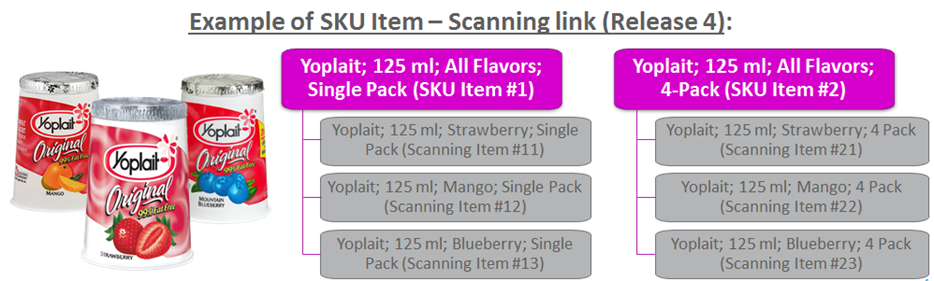 Example of SKU Item – Scanning link (Release 4):
Yoplait
Original
99% Fat Free
MANGO
Yoplait
Original
99% Fat Free
STRAWBERRY
Yoplait
Original
99% Fat Free
MOUNTAIN
BLUEBERRY
Yoplait; 125 ml; All Flavors;
Single Pack (SKU Item #1)
Yoplait; 125 ml; Strawberry; Single
Pack (Scanning Item #11)
Yoplait; 125 ml; Mango; Single Pack
(Scanning Item #12)
Yoplait; 125 ml; Blueberry; Single
Pack (Scanning Item #13)
Yoplait; 125 ml; All Flavors;
4-Pack (SKU Item #2)
Yoplait; 125 ml; Strawberry; 4 Pack
(Scanning Item #21)
Yoplait; 125 ml; Mango; 4 Pack
(Scanning Item #22)
Yoplait; 125 ml; Blueberry; 4 Pack
(Scanning Item #23)